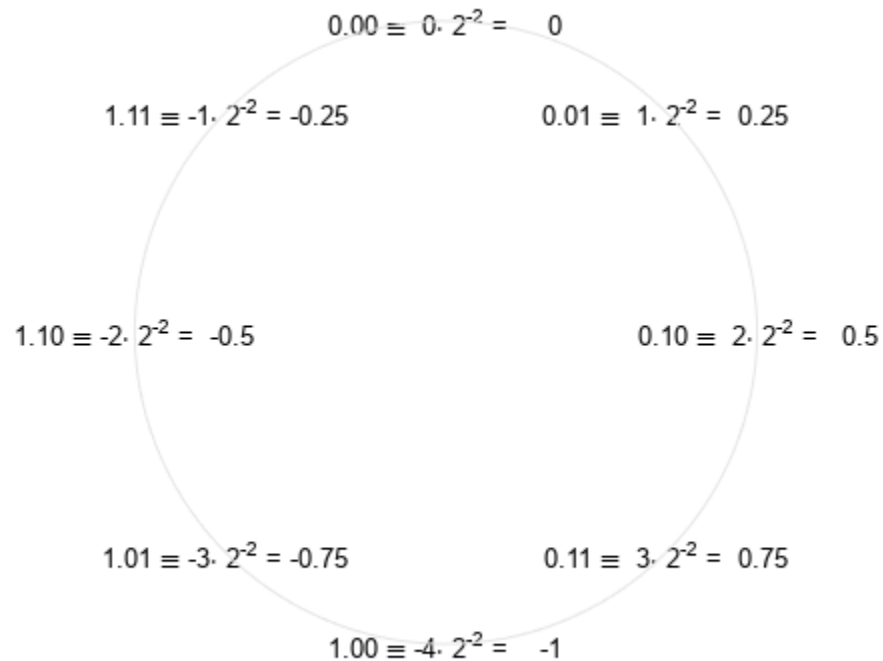 0.00 ≡ 0· 2⁻² = 0
1.11 ≡ -1· 2⁻² = -0.25
0.01 ≡ 1· 2⁻² = 0.25
1.10 ≡ -2· 2⁻² = -0.5
0.10 ≡ 2· 2⁻² = 0.5
1.01 ≡ -3· 2⁻² = -0.75
0.11 ≡ 3· 2⁻² = 0.75
1.00 ≡ -4· 2⁻² = -1